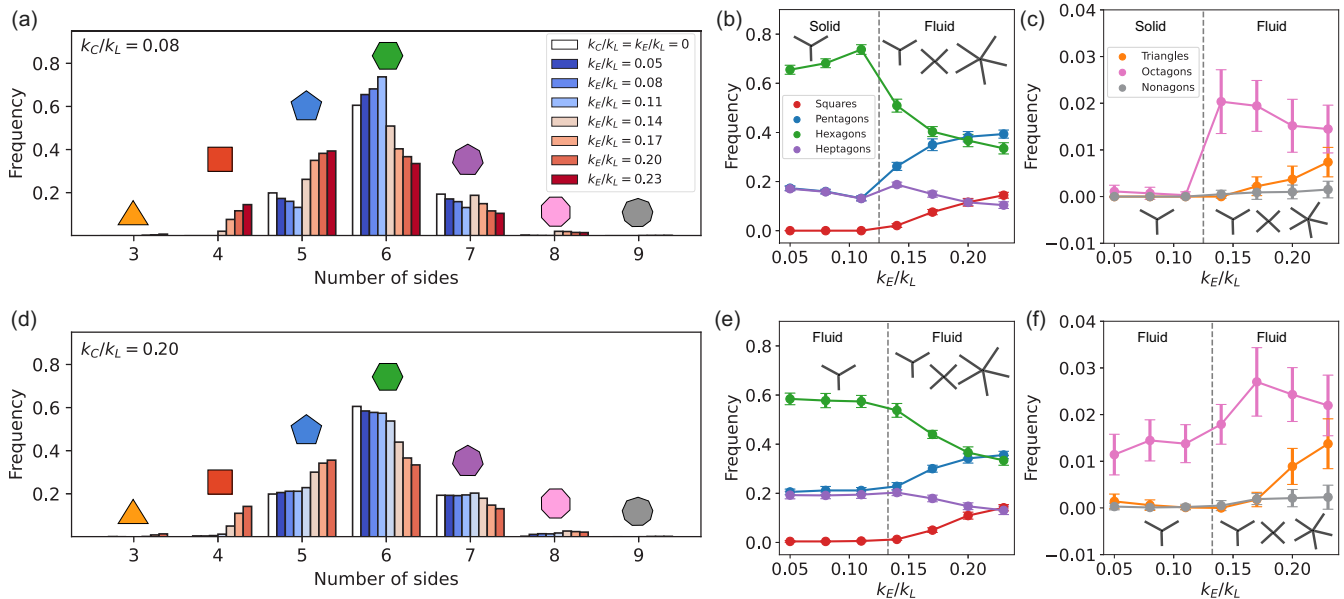 (a)
k_C/k_L = 0.08
Frequency
0.8
0.6
0.4
0.2
3
4
5
6
7
8
9
Number of sides
k_C/k_L = k_E/k_L = 0
k_E/k_L = 0.05
k_E/k_L = 0.08
k_E/k_L = 0.11
k_E/k_L = 0.14
k_E/k_L = 0.17
k_E/k_L = 0.20
k_E/k_L = 0.23
(b)
Solid
Fluid
Frequency
0.8
0.6
0.4
0.2
0.0
Squares
Pentagons
Hexagons
Heptagons
0.05
0.10
0.15
0.20
k_E/k_L
(c)
Solid
Fluid
0.04
0.03
0.02
0.01
0.00
−0.01
Triangles
Octagons
Nonagons
0.05
0.10
0.15
0.20
k_E/k_L
(d)
k_C/k_L = 0.20
Frequency
0.8
0.6
0.4
0.2
3
4
5
6
7
8
9
Number of sides
(e)
Fluid
Fluid
Frequency
0.8
0.6
0.4
0.2
0.0
0.05
0.10
0.15
0.20
k_E/k_L
(f)
Fluid
Fluid
0.04
0.03
0.02
0.01
0.00
−0.01
0.05
0.10
0.15
0.20
k_E/k_L